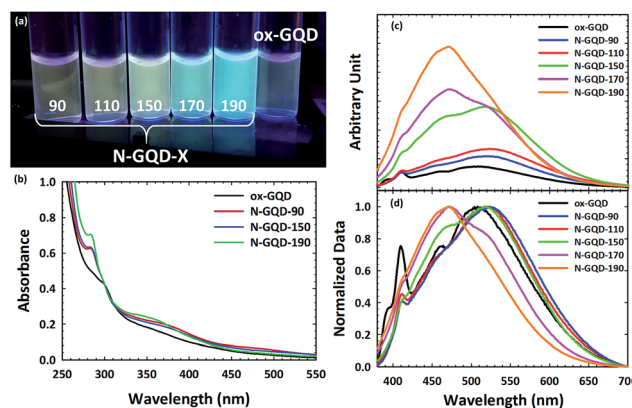 (a)
ox-GQD
90 110 150 170 190
N-GQD-X
(b)
ox-GQD
N-GQD-90
N-GQD-150
N-GQD-190
Absorbance
1.0
0.8
0.6
0.4
0.2
0.0
250 300 350 400 450 500 550
Wavelength (nm)
(c)
ox-GQD
N-GQD-90
N-GQD-110
N-GQD-150
N-GQD-170
N-GQD-190
Arbitrary Unit
(d)
ox-GQD
N-GQD-90
N-GQD-110
N-GQD-150
N-GQD-170
N-GQD-190
Normalized Data
1.0
0.8
0.6
0.4
0.2
0.0
400 450 500 550 600 650 700
Wavelength (nm)